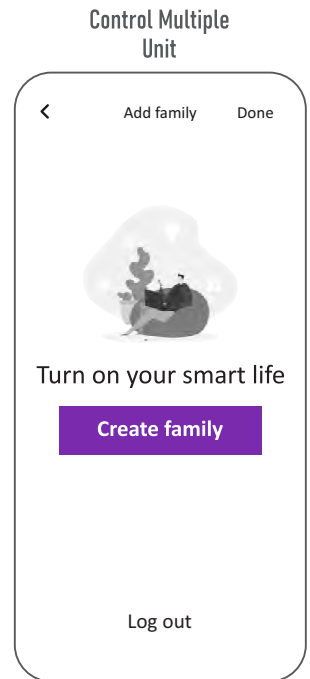 Control Multiple
Unit
Add family Done
Turn on your smart life
Create family
Log out